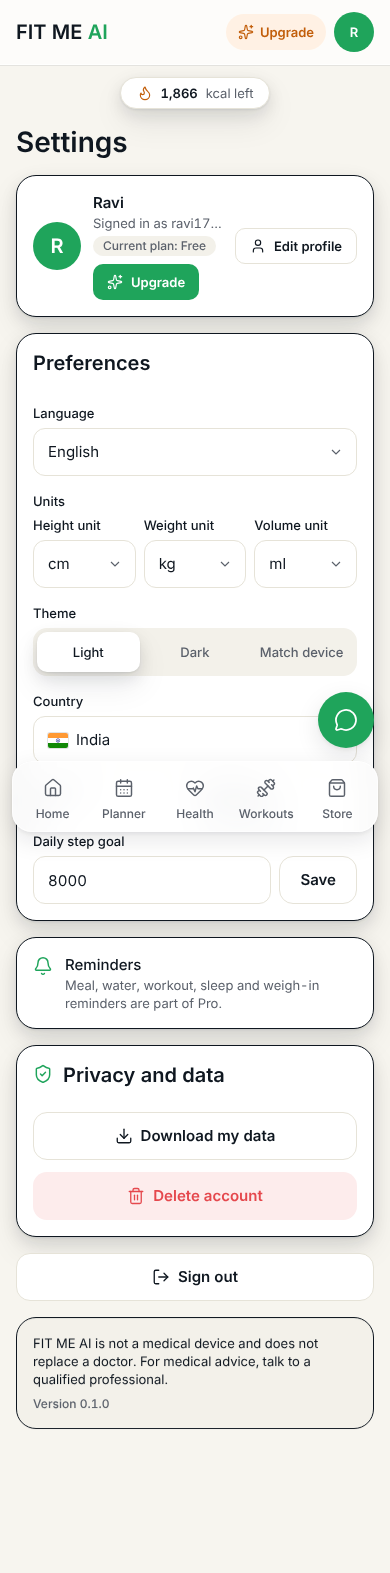 FIT ME AI
Upgrade
R
1,866 kcal left
Settings
R
Ravi
Signed in as ravi17...
Current plan: Free
Upgrade
Edit profile
Preferences
Language
English
Units
Height unit Weight unit Volume unit
cm kg ml
Theme
Light Dark Match device
Country
India
Home Planner Health Workouts Store
Daily step goal
8000 Save
Reminders
Meal, water, workout, sleep and weigh-in
reminders are part of Pro.
Privacy and data
Download my data
Delete account
Sign out
FIT ME AI is not a medical device and does not
replace a doctor. For medical advice, talk to a
qualified professional.
Version 0.1.0